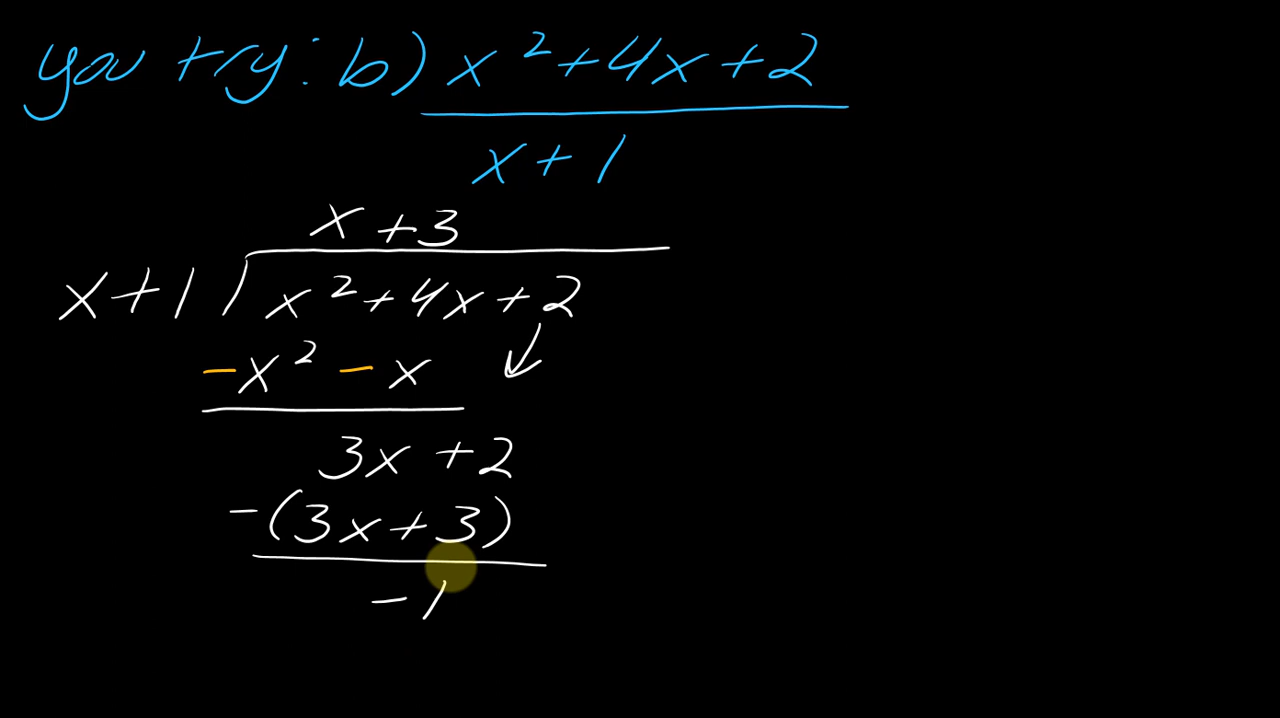 you try: b) x²+4x+2
x+1
x +3
x+1) x²+4x+2
-x² - x
3x +2
-(3x+3)
-1